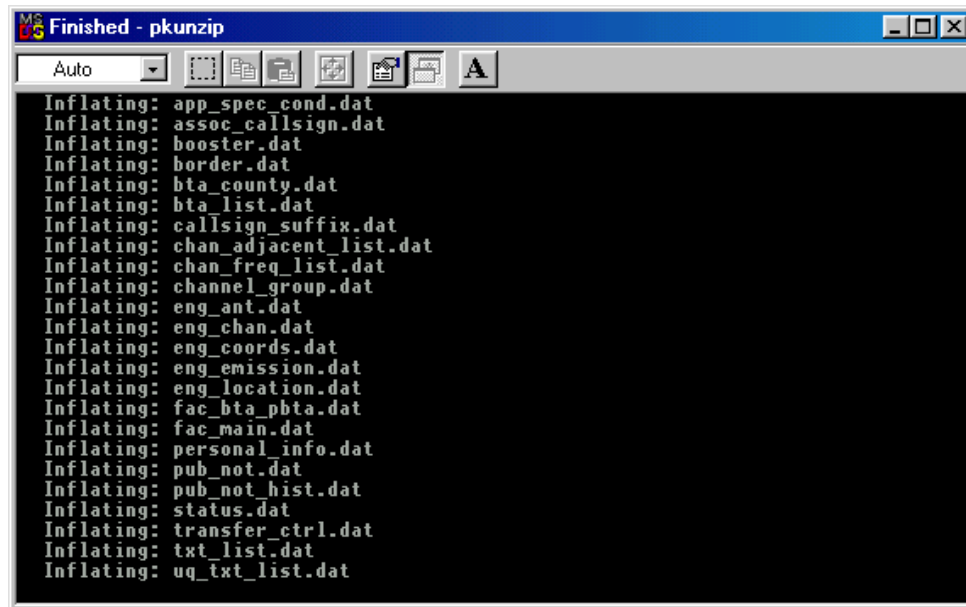 MS DOS Finished - pkunzip
Auto A
Inflating: app_spec_cond.dat
Inflating: assoc_callsign.dat
Inflating: booster.dat
Inflating: border.dat
Inflating: bta_county.dat
Inflating: bta_list.dat
Inflating: callsign_suffix.dat
Inflating: chan_adjacent_list.dat
Inflating: chan_freq_list.dat
Inflating: channel_group.dat
Inflating: eng_ant.dat
Inflating: eng_chan.dat
Inflating: eng_coords.dat
Inflating: eng_emission.dat
Inflating: eng_location.dat
Inflating: fac_bta_pbta.dat
Inflating: fac_main.dat
Inflating: personal_info.dat
Inflating: pub_not.dat
Inflating: pub_not_hist.dat
Inflating: status.dat
Inflating: transfer_ctrl.dat
Inflating: txt_list.dat
Inflating: uq_txt_list.dat